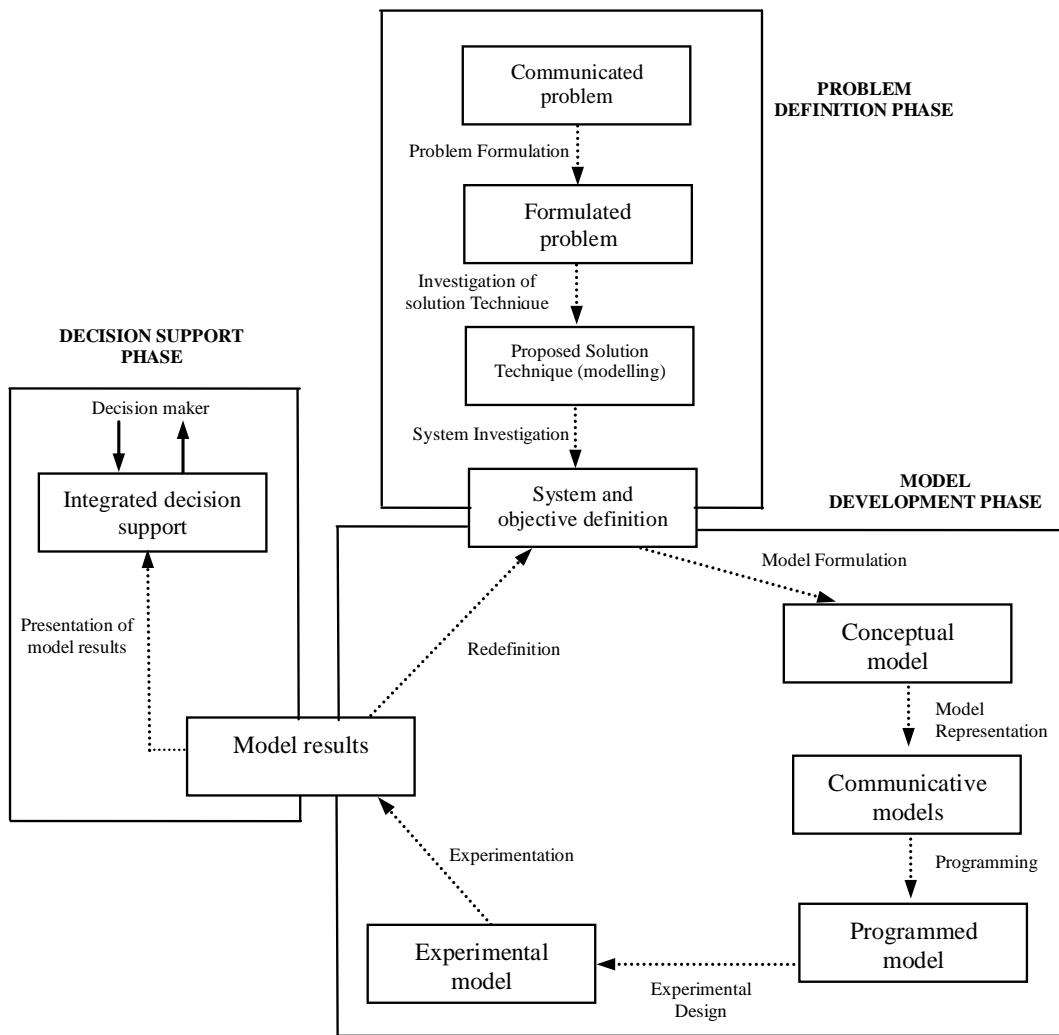 Communicated
problem
PROBLEM
DEFINITION PHASE
Problem Formulation
Formulated
problem
Investigation of
solution Technique
DECISION SUPPORT
PHASE
Proposed Solution
Technique (modelling)
Decision maker
System Investigation
Integrated decision
support
System and
objective definition
MODEL
DEVELOPMENT PHASE
Model Formulation
Presentation of
model results
Redefinition
Conceptual
model
Model
Representation
Model results
Communicative
models
Experimentation
Programming
Experimental
model
Programmed
model
Experimental
Design